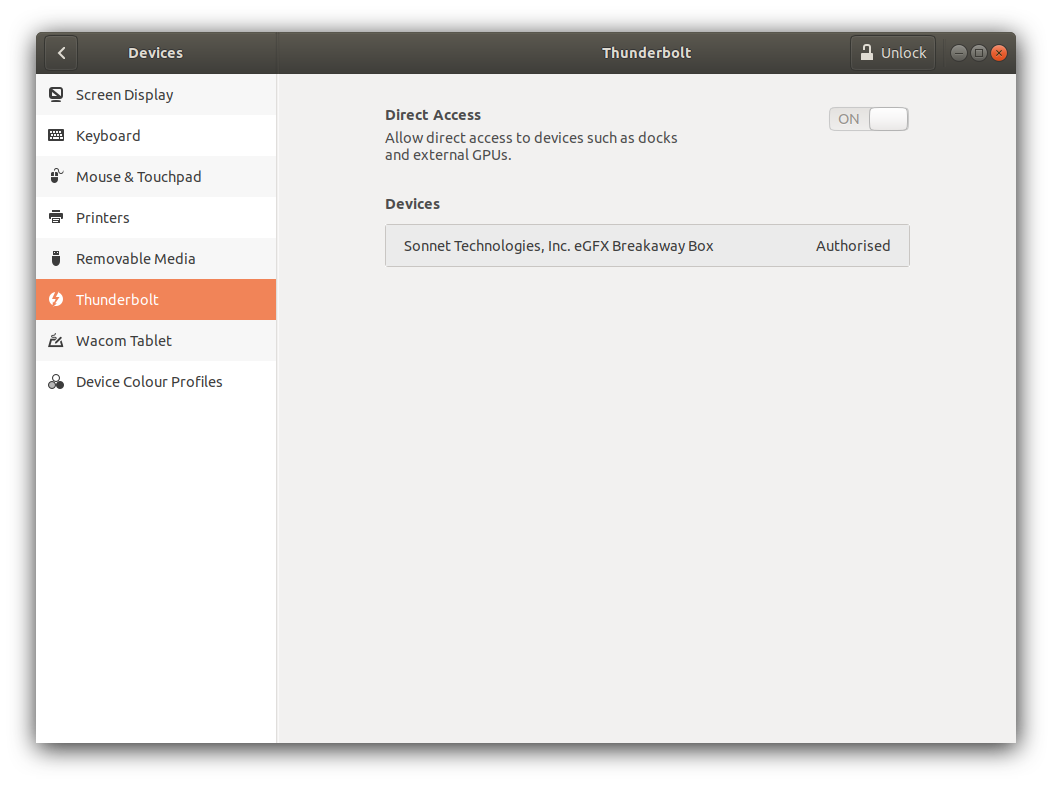 Devices
Thunderbolt
Unlock
Screen Display
Keyboard
Mouse & Touchpad
Printers
Removable Media
Thunderbolt
Wacom Tablet
Device Colour Profiles
Direct Access
ON
Allow direct access to devices such as docks
and external GPUs.
Devices
Sonnet Technologies, Inc. eGFX Breakaway Box
Authorised